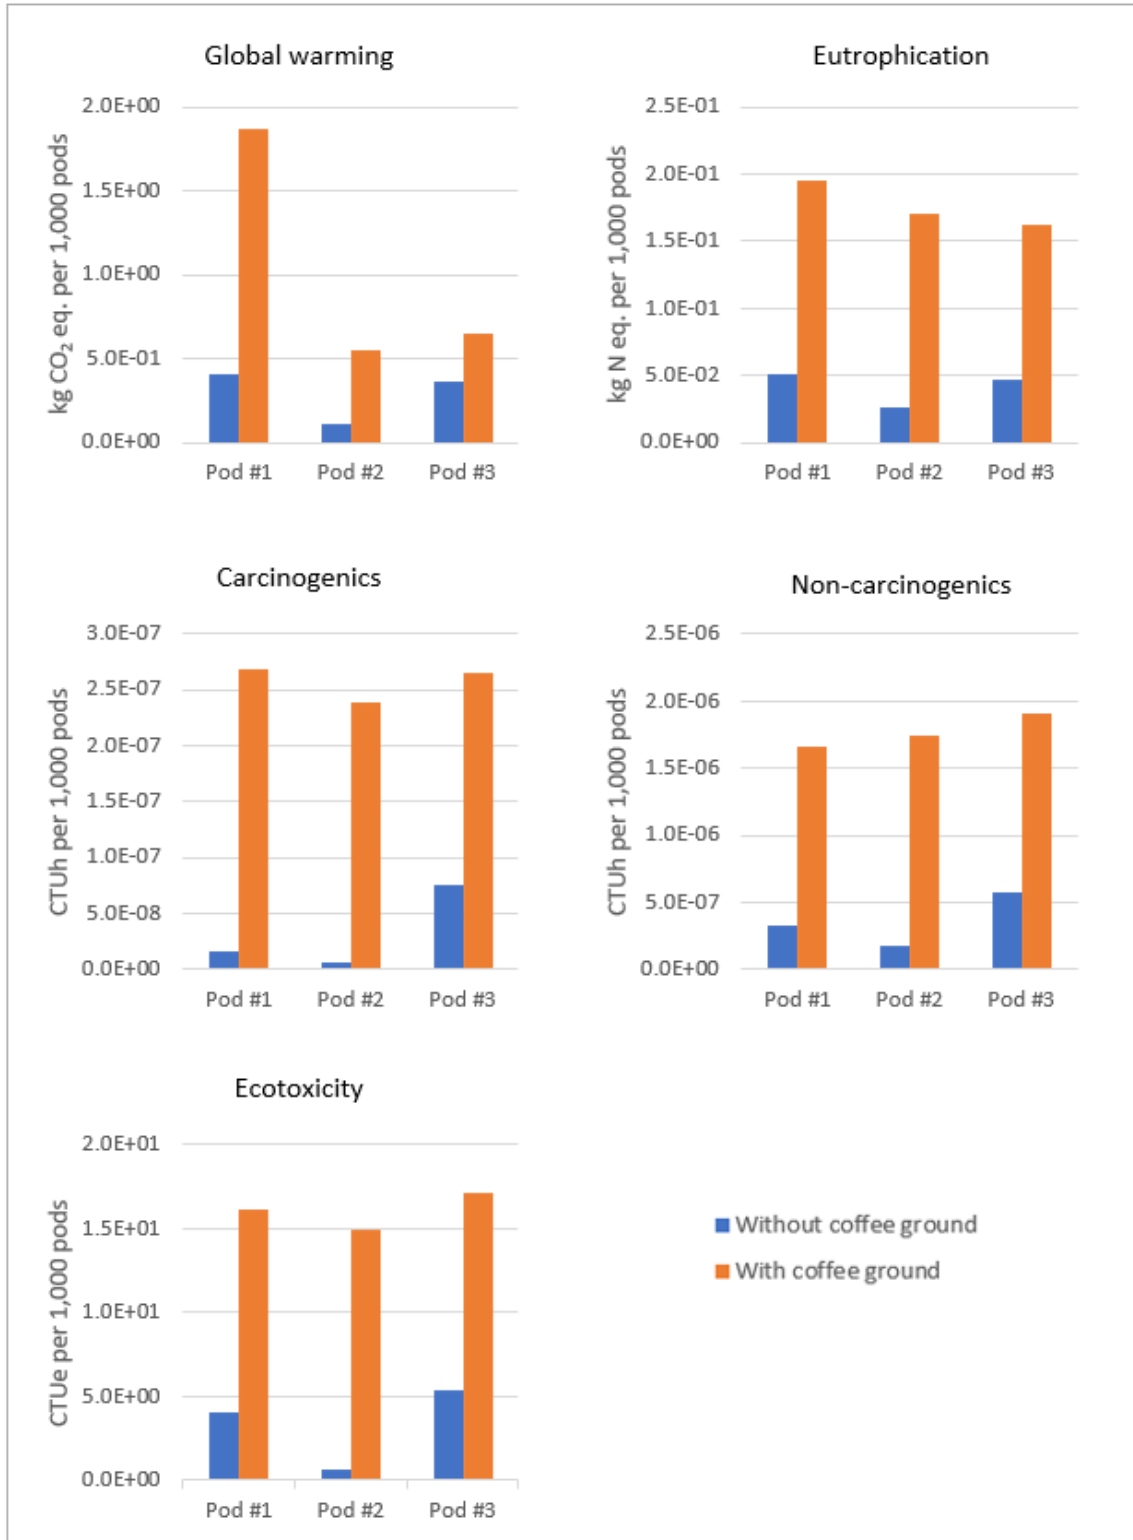 Global warming
kg CO₂ eq. per 1,000 pods
2.0E+00
1.5E+00
1.0E+00
5.0E-01
0.0E+00
Pod #1 Pod #2 Pod #3
Eutrophication
kg N eq. per 1,000 pods
2.5E-01
2.0E-01
1.5E-01
1.0E-01
5.0E-02
0.0E+00
Pod #1 Pod #2 Pod #3
Carcinogenics
CTUh per 1,000 pods
3.0E-07
2.5E-07
2.0E-07
1.5E-07
1.0E-07
5.0E-08
0.0E+00
Pod #1 Pod #2 Pod #3
Non-carcinogenics
CTUh per 1,000 pods
2.5E-06
2.0E-06
1.5E-06
1.0E-06
5.0E-07
0.0E+00
Pod #1 Pod #2 Pod #3
Ecotoxicity
CTUe per 1,000 pods
2.0E+01
1.5E+01
1.0E+01
5.0E+00
0.0E+00
Pod #1 Pod #2 Pod #3
Without coffee ground
With coffee ground